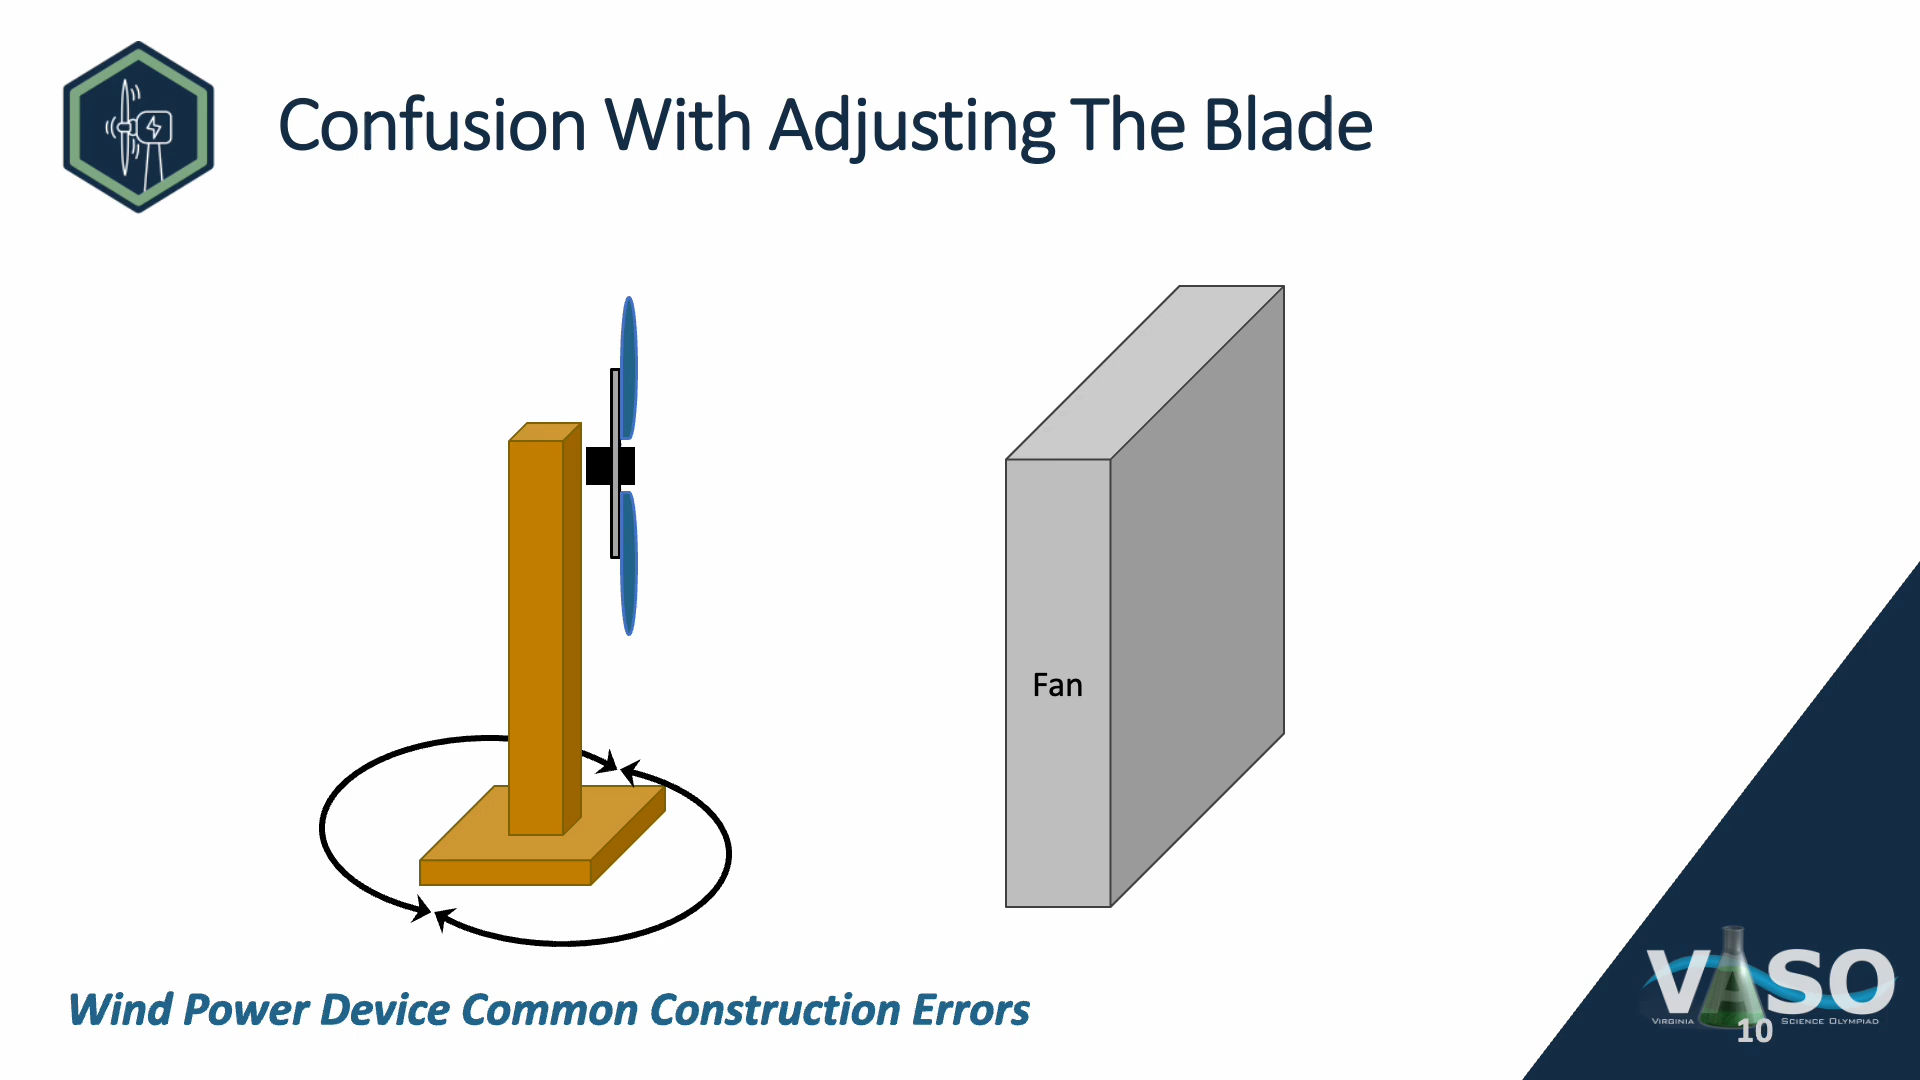 Confusion With Adjusting The Blade
Fan
Wind Power Device Common Construction Errors
VASO
VIRGINIA SCIENCE OLYMPIAD
10